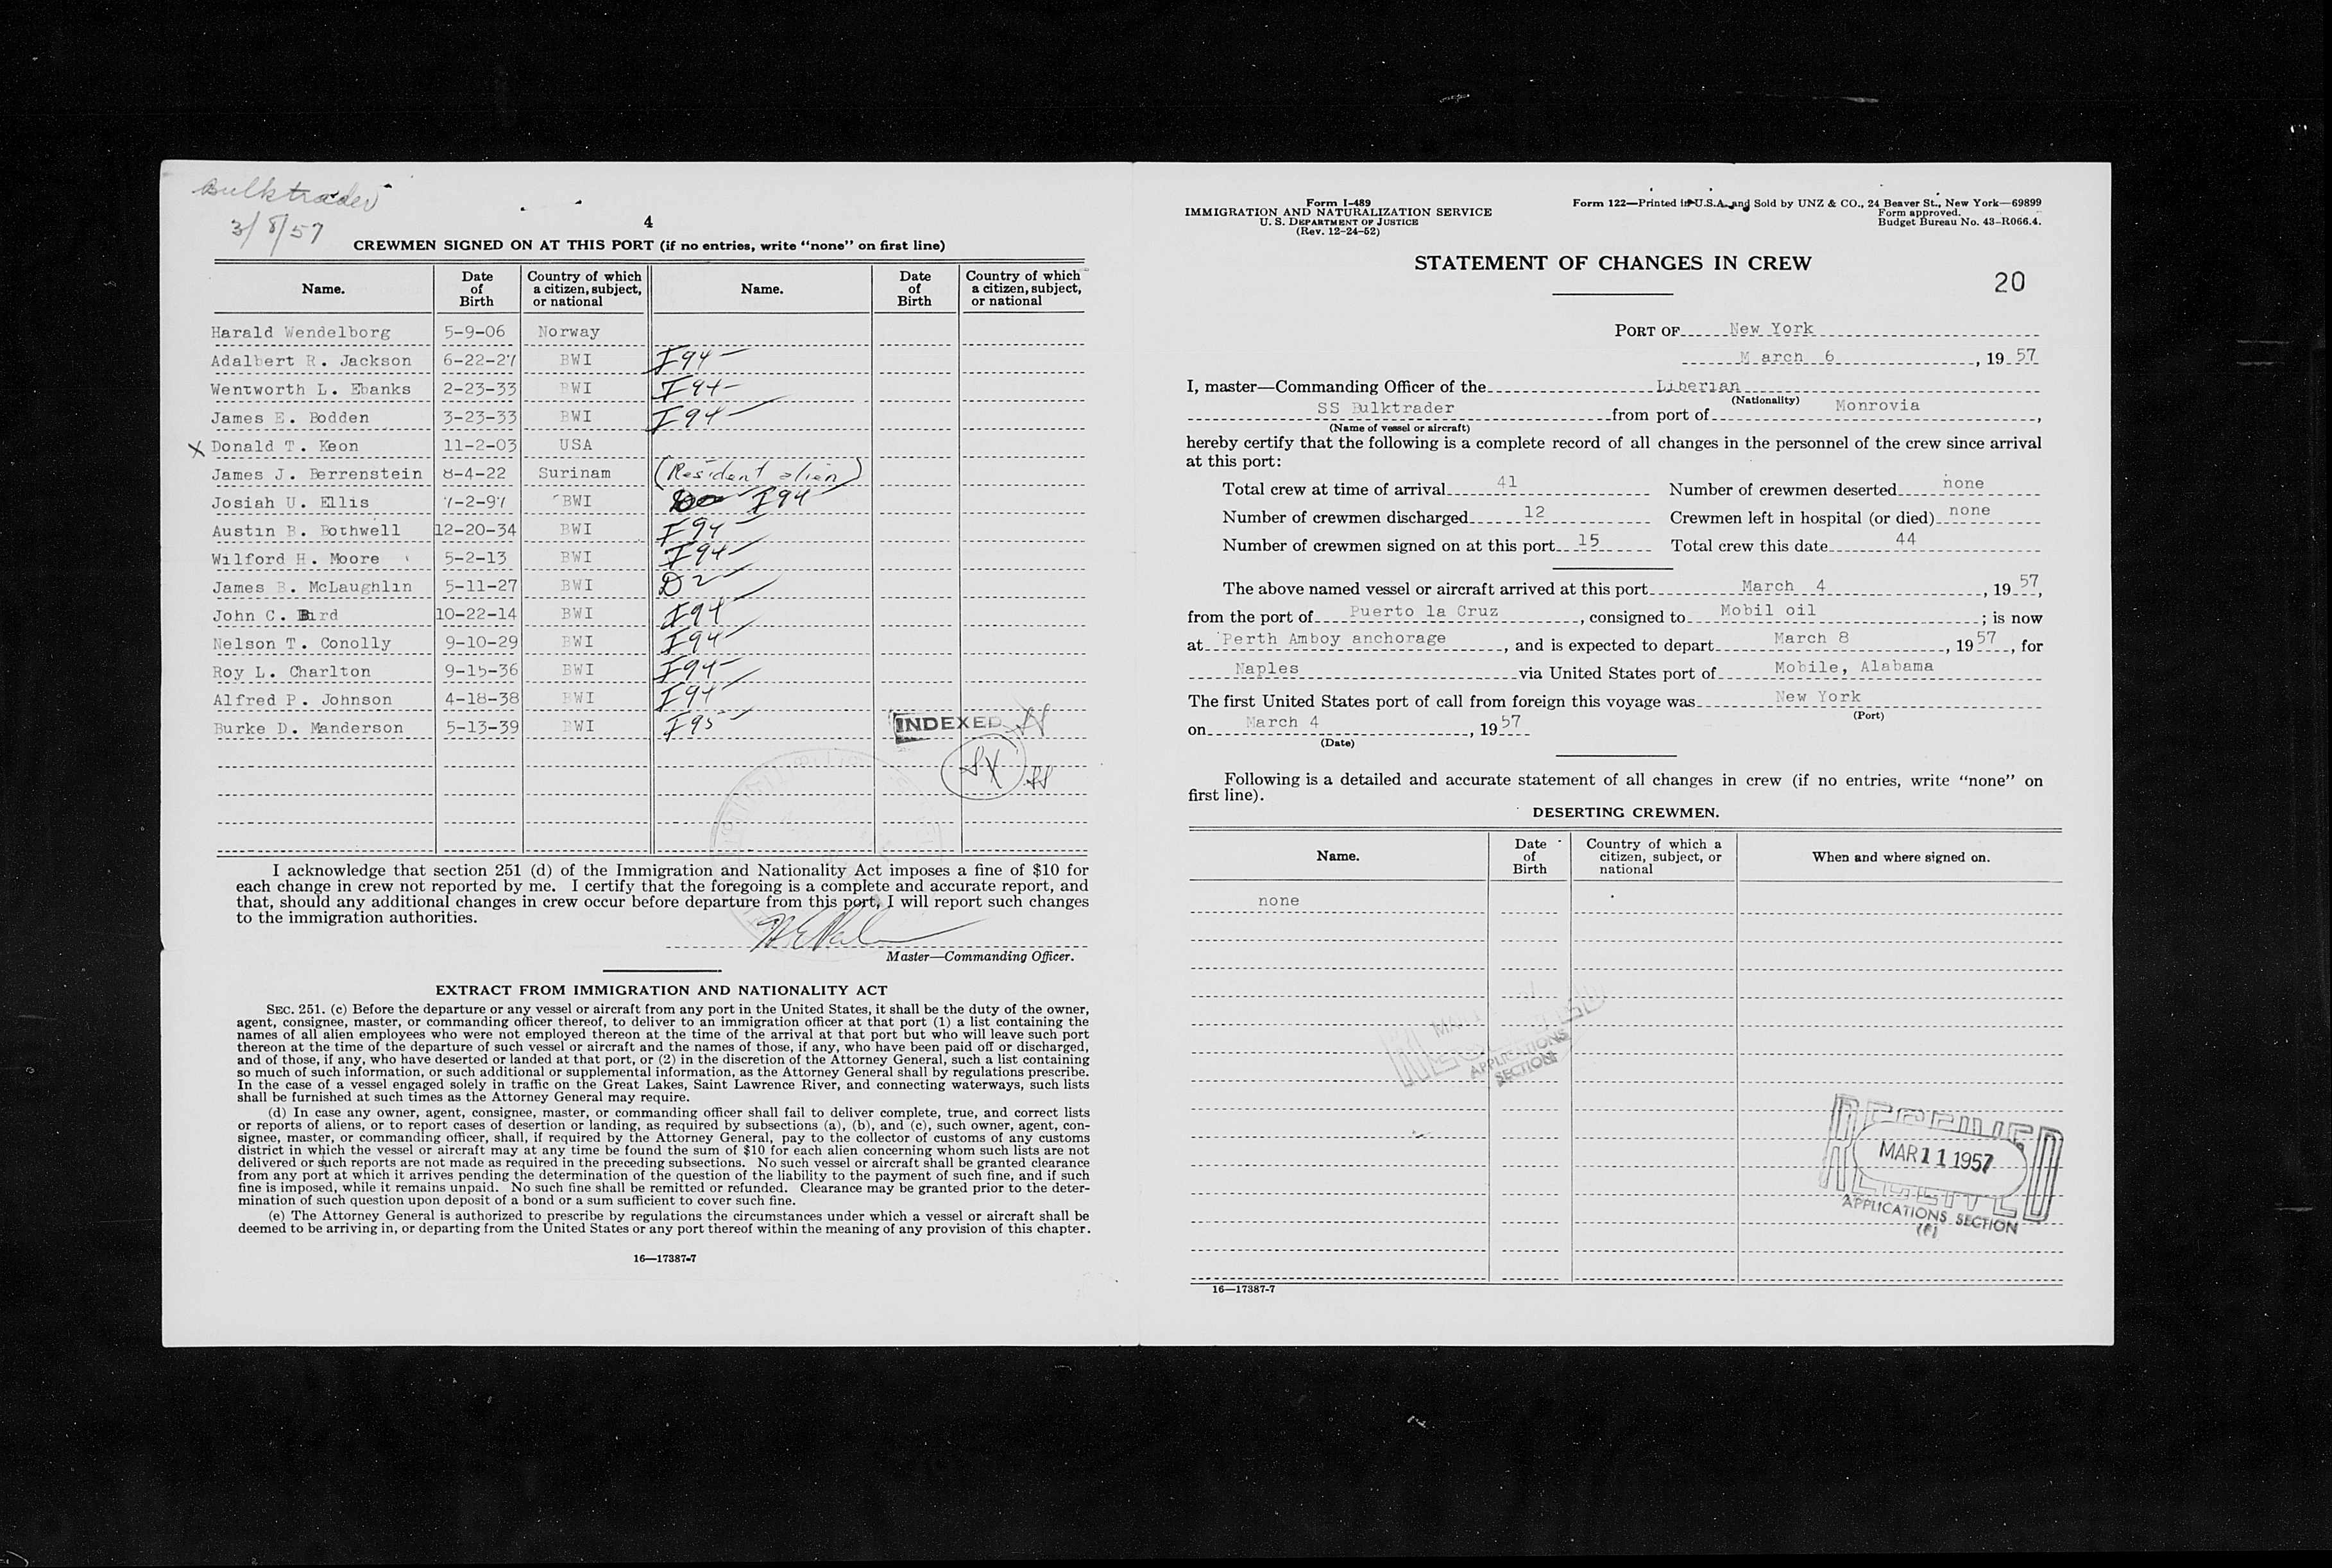 Bulktrader
3/8/57
4
CREWMEN SIGNED ON AT THIS PORT (if no entries, write “none” on first line)
Name. Date of Birth Country of which a citizen, subject, or national Name. Date of Birth Country of which a citizen, subject, or national
Harald Wendelborg 5-9-06 Norway
Adalbert R. Jackson 6-22-27 BWI I94
Wentworth L. Ebanks 2-23-33 BWI I94
James E. Bodden 3-23-33 BWI I94
X Donald T. Keon 11-2-03 USA
James J. Berrenstein 8-4-22 Surinam (Resident alien)
Josiah U. Ellis 7-2-97 BWI I94
Austin B. Bothwell 12-20-34 BWI I94
Wilford H. Moore 5-2-13 BWI I94
James B. McLaughlin 5-11-27 BWI D2
John C. Bird 10-22-14 BWI I94
Nelson T. Conolly 9-10-29 BWI I94
Roy L. Charlton 9-15-36 BWI I94
Alfred P. Johnson 4-18-38 BWI I94
Burke D. Manderson 5-13-39 BWI I95
INDEXED
I acknowledge that section 251 (d) of the Immigration and Nationality Act imposes a fine of $10 for
each change in crew not reported by me. I certify that the foregoing is a complete and accurate report, and
that, should any additional changes in crew occur before departure from this port, I will report such changes
to the immigration authorities.
Master—Commanding Officer.
EXTRACT FROM IMMIGRATION AND NATIONALITY ACT
SEC. 251. (c) Before the departure or any vessel or aircraft from any port in the United States, it shall be the duty of the owner,
agent, consignee, master, or commanding officer thereof, to deliver to an immigration officer at that port (1) a list containing the
names of all alien employees who were not employed thereon at the time of the arrival at that port but who will leave such port
thereon at the time of the departure of such vessel or aircraft and the names of those, if any, who have been paid off or discharged,
and of those, if any, who have deserted or landed at that port, or (2) in the discretion of the Attorney General, such a list containing
so much of such information, or such additional or supplemental information, as the Attorney General shall by regulations prescribe.
In the case of a vessel engaged solely in traffic on the Great Lakes, Saint Lawrence River, and connecting waterways, such lists
shall be furnished at such times as the Attorney General may require.
(d) In case any owner, agent, consignee, master, or commanding officer shall fail to deliver complete, true, and correct lists
or reports of aliens, or to report cases of desertion or landing, as required by subsections (a), (b), and (c), such owner, agent, con-
signee, master, or commanding officer, shall, if required by the Attorney General, pay to the collector of customs of any customs
district in which the vessel or aircraft may at any time be found the sum of $10 for each alien concerning whom such lists are not
delivered or such reports are not made as required in the preceding subsections. No such vessel or aircraft shall be granted clearance
from any port at which it arrives pending the determination of the question of the liability to the payment of such fine, and if such
fine is imposed, while it remains unpaid. No such fine shall be remitted or refunded. Clearance may be granted prior to the deter-
mination of such question upon deposit of a bond or a sum sufficient to cover such fine.
(e) The Attorney General is authorized to prescribe by regulations the circumstances under which a vessel or aircraft shall be
deemed to be arriving in, or departing from the United States or any port thereof within the meaning of any provision of this chapter.
16—17387-7
Form I-489
IMMIGRATION AND NATURALIZATION SERVICE
U. S. DEPARTMENT OF JUSTICE
(Rev. 12-24-52)
Form 122—Printed in U.S.A. and Sold by UNZ & CO., 24 Beaver St., New York—69899
Form approved.
Budget Bureau No. 43-R066.4.
STATEMENT OF CHANGES IN CREW
20
PORT OF New York
March 6, 1957
I, master—Commanding Officer of the Liberian
(Nationality)
SS Bulktrader from port of Monrovia,
(Name of vessel or aircraft)
hereby certify that the following is a complete record of all changes in the personnel of the crew since arrival
at this port:
Total crew at time of arrival 41 Number of crewmen deserted none
Number of crewmen discharged 12 Crewmen left in hospital (or died) none
Number of crewmen signed on at this port 15 Total crew this date 44
The above named vessel or aircraft arrived at this port March 4, 1957,
from the port of Puerto la Cruz, consigned to Mobil oil; is now
at Perth Amboy anchorage, and is expected to depart March 8, 1957, for
Naples via United States port of Mobile, Alabama
The first United States port of call from foreign this voyage was New York
(Port)
on March 4, 1957
(Date)
Following is a detailed and accurate statement of all changes in crew (if no entries, write “none” on
first line).
DESERTING CREWMEN.
Name. Date of Birth Country of which a citizen, subject, or national When and where signed on.
none
APPLICATIONS
SECTION
RECEIVED
MAR 11 1957
RECEIVED
APPLICATIONS SECTION
16—17387-7